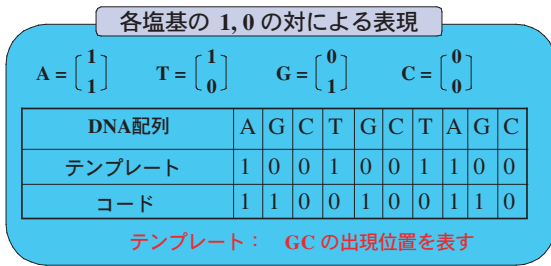 各塩基の 1, 0 の対による表現
A = [1 1] T = [1 0] G = [0 1] C = [0 0]
DNA配列 A G C T G C T A G C
テンプレート 1 0 0 1 0 0 1 1 0 0
コード 1 1 0 0 1 0 0 1 1 0
テンプレート： GC の出現位置を表す